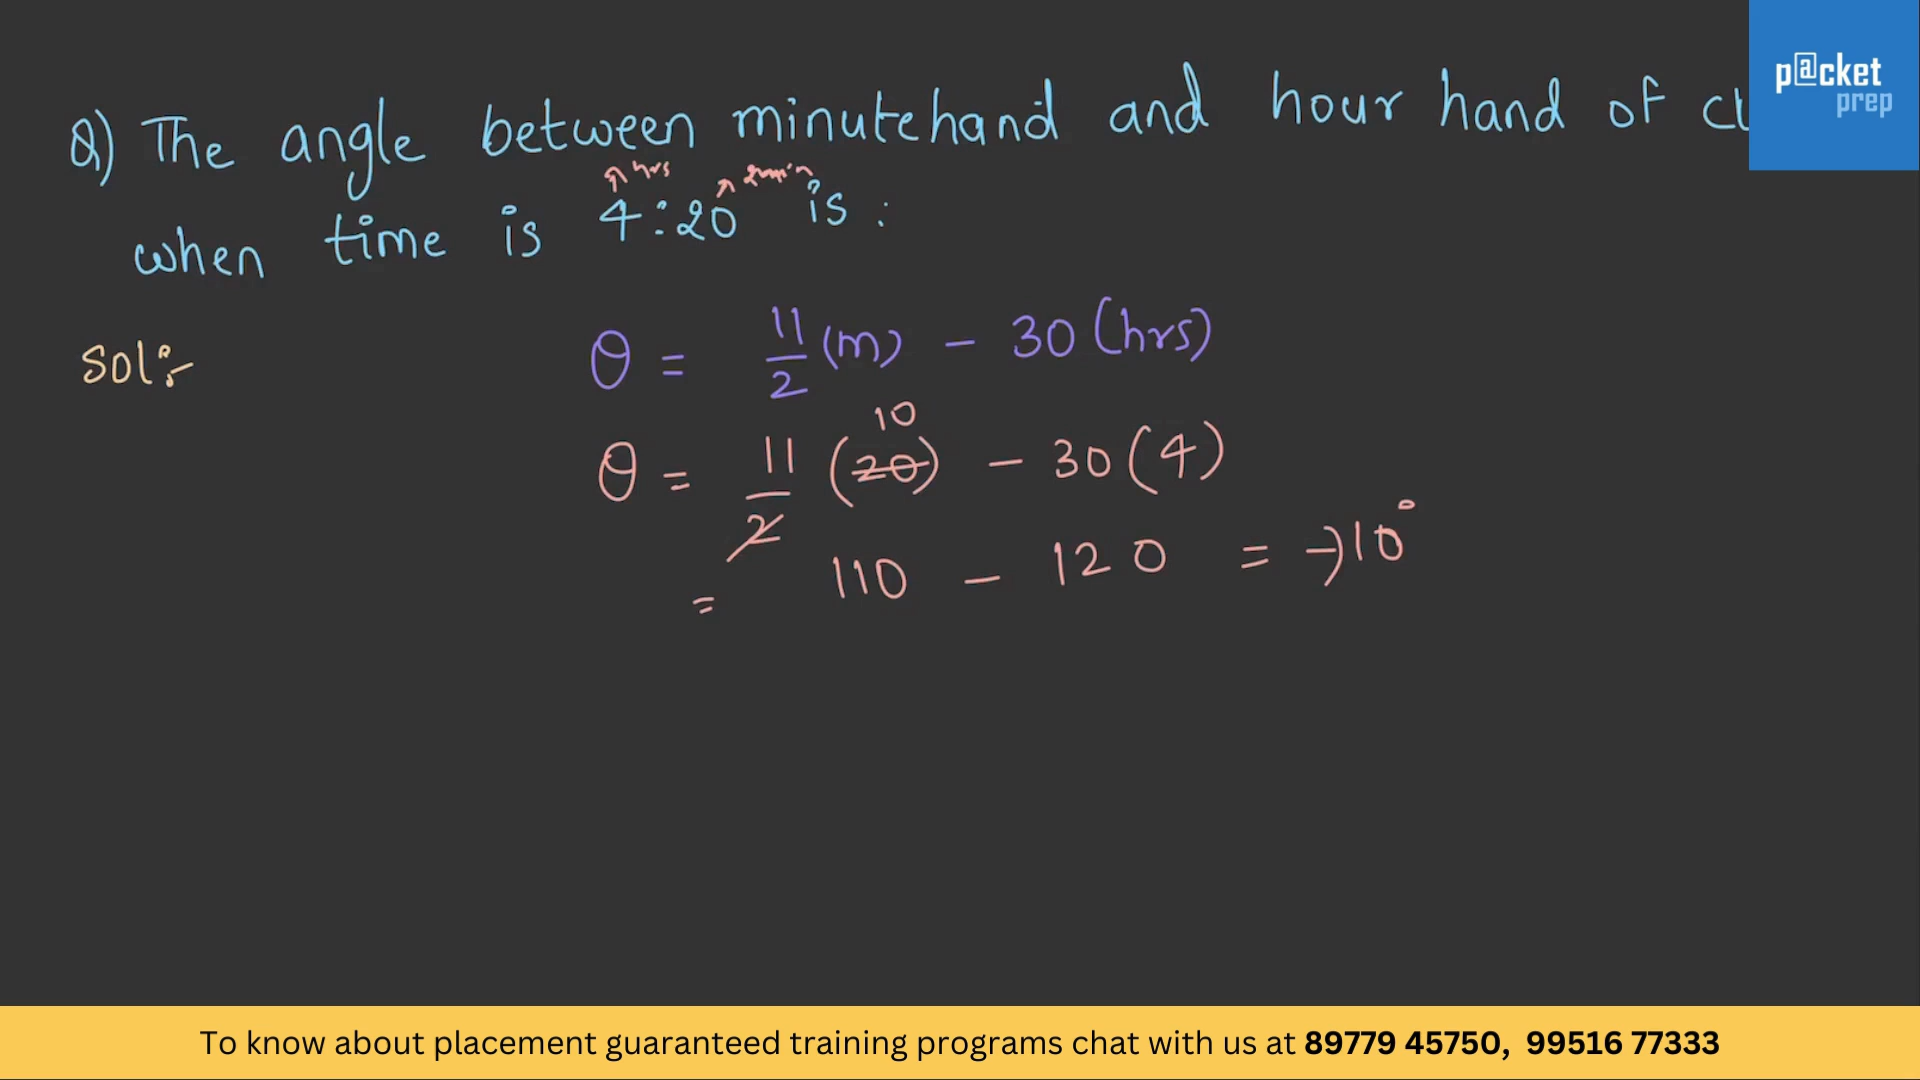 p@cket
prep
Q) The angle between minutehand and hour hand of cl
hrs min
when time is 4:20 is :
Sol:-
θ = 11/2 (m) - 30 (hrs)
10
θ = 11/2 (20) - 30 (4)
= 110 - 120 = -)10°
To know about placement guaranteed training programs chat with us at 89779 45750, 99516 77333